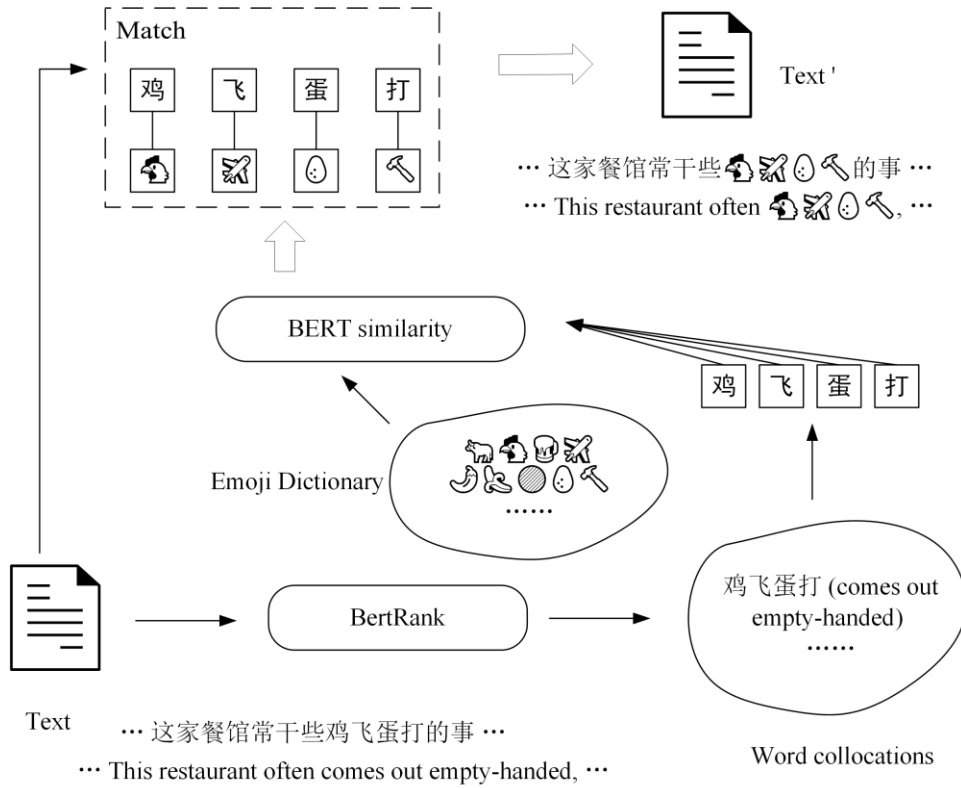 Match
鸡 飞 蛋 打
Text '
… 这家餐馆常干些🐔🛩🥚🔨的事 …
… This restaurant often 🐔🛩🥚🔨, …
BERT similarity
鸡 飞 蛋 打
Emoji Dictionary
……
BertRank
鸡飞蛋打 (comes out
empty-handed)
……
Text
… 这家餐馆常干些鸡飞蛋打的事 …
… This restaurant often comes out empty-handed, …
Word collocations